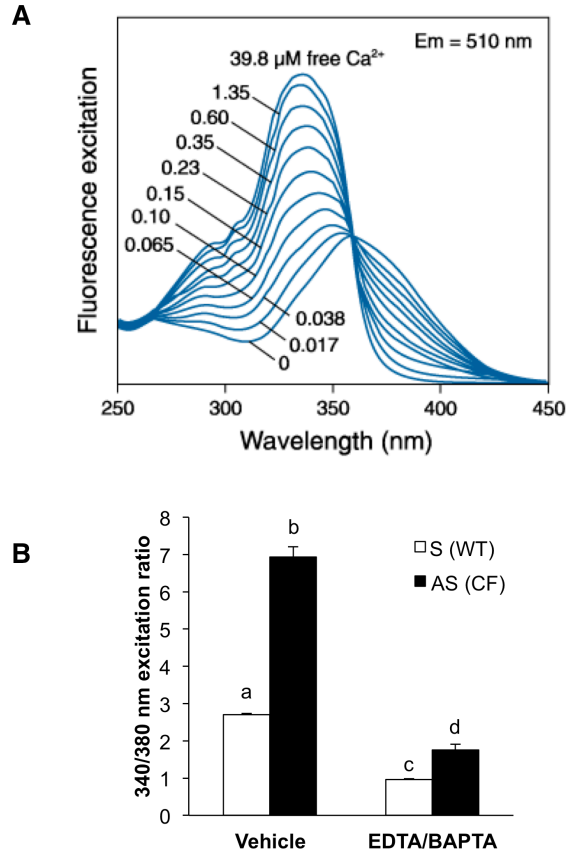 A
Em = 510 nm
39.8 µM free Ca²⁺
1.35
0.60
0.35
0.23
0.15
0.10
0.065
0.038
0.017
0
Fluorescence excitation
250 300 350 400 450
Wavelength (nm)
B
8
7
6
5
4
3
2
1
0
340/380 nm excitation ratio
a
b
c
d
S (WT)
AS (CF)
Vehicle EDTA/BAPTA